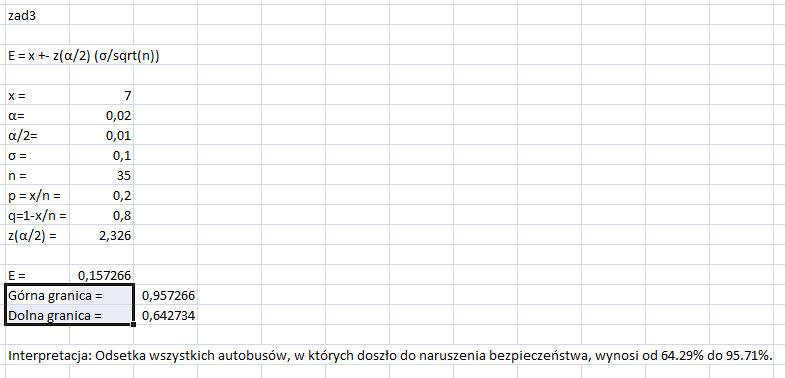 zad3
E = x +- z(α/2) (σ/sqrt(n))
x = 7
α= 0,02
α/2= 0,01
σ = 0,1
n = 35
p = x/n = 0,2
q=1-x/n = 0,8
z(α/2) = 2,326
E = 0,157266
Górna granica = 0,957266
Dolna granica = 0,642734
Interpretacja: Odsetka wszystkich autobusów, w których doszło do naruszenia bezpieczeństwa, wynosi od 64.29% do 95.71%.